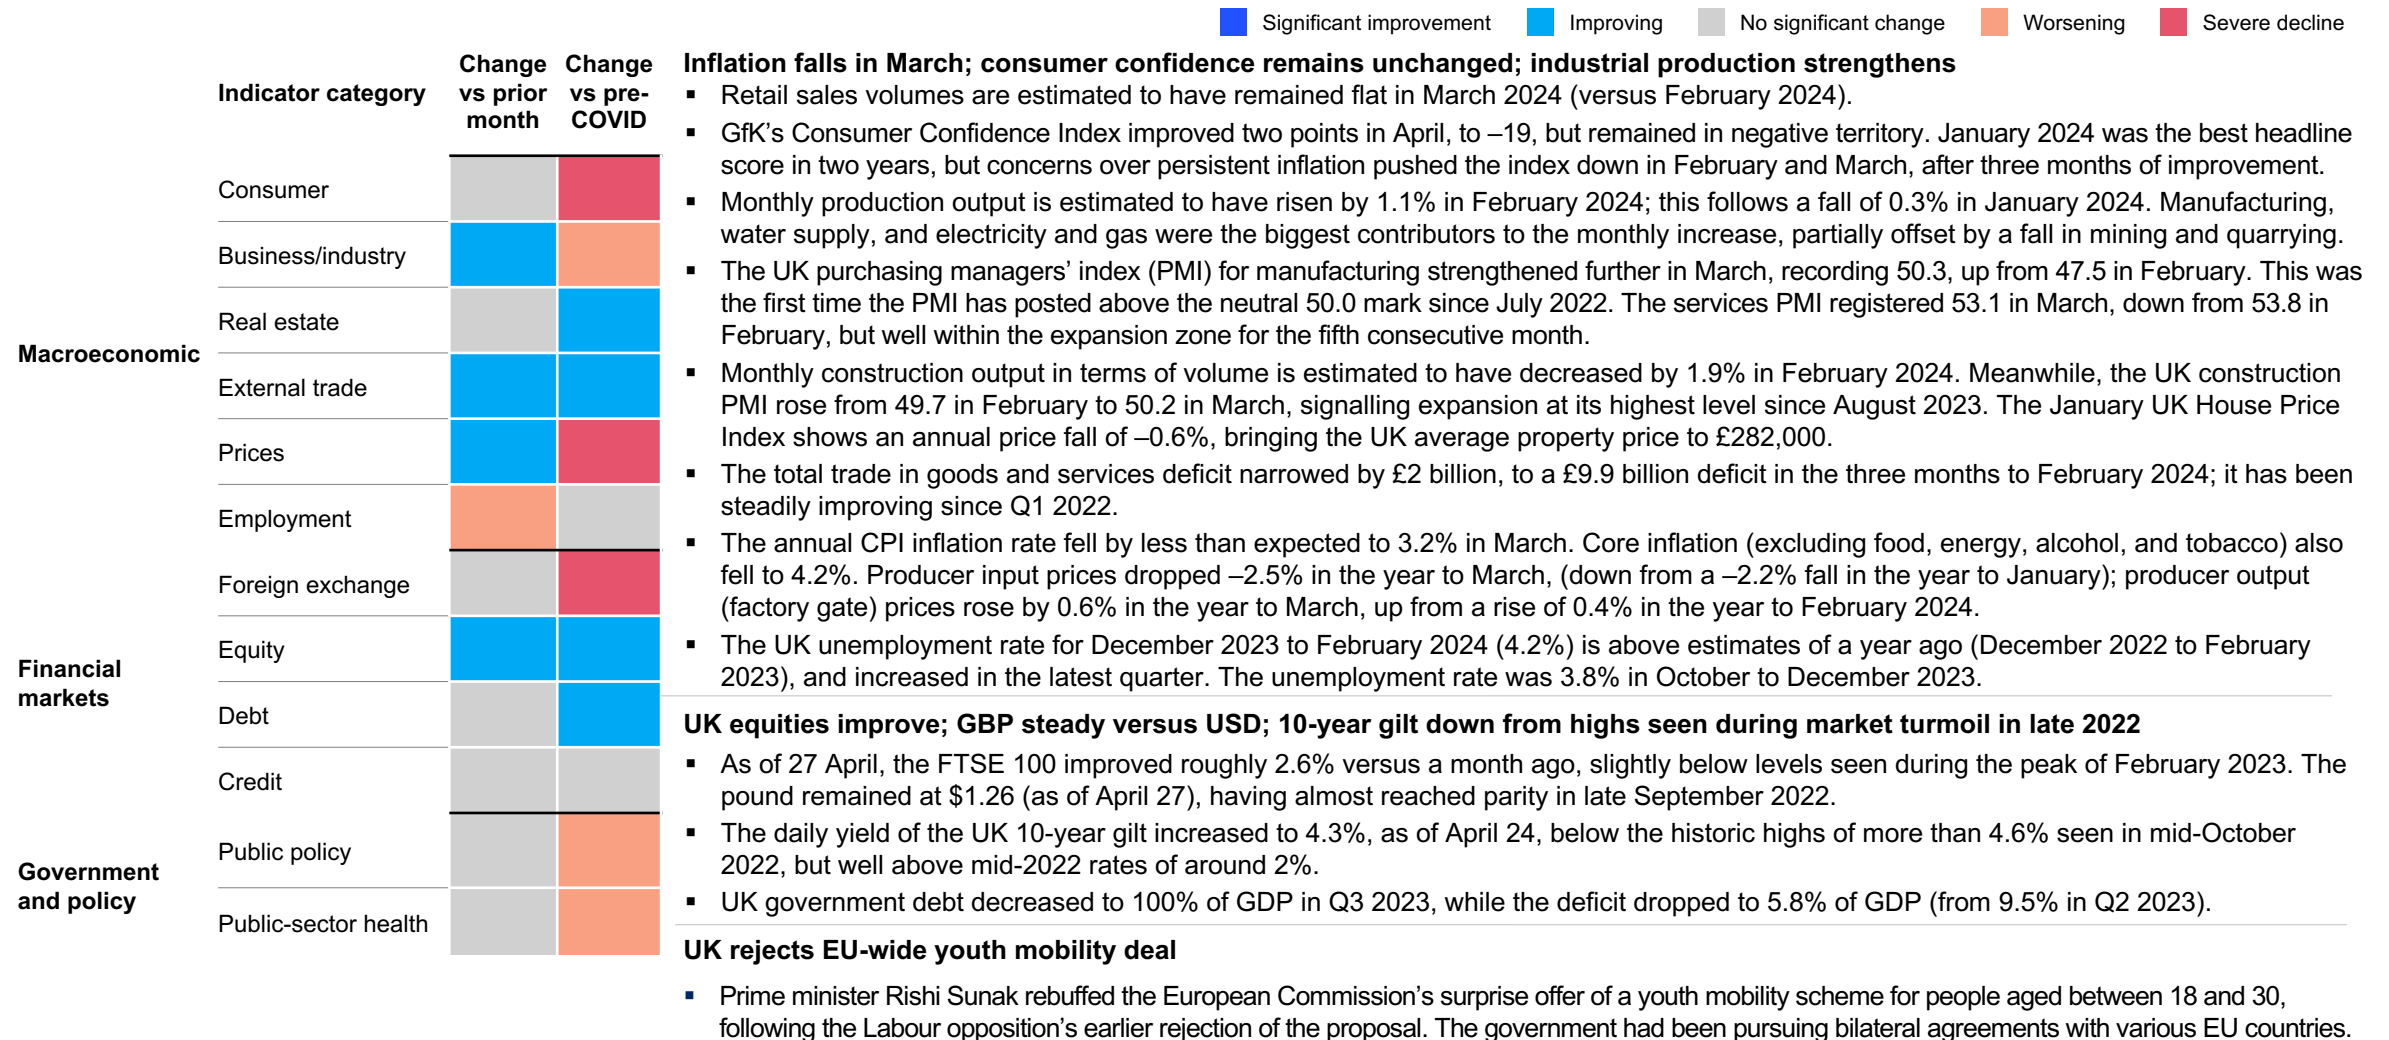 Significant improvement
Improving
No significant change
Worsening
Severe decline
Indicator category
Change
vs prior
month
Change
vs pre-
COVID
Macroeconomic
Consumer
Business/industry
Real estate
External trade
Prices
Employment
Financial
markets
Foreign exchange
Equity
Debt
Credit
Government
and policy
Public policy
Public-sector health
Inflation falls in March; consumer confidence remains unchanged; industrial production strengthens
▪ Retail sales volumes are estimated to have remained flat in March 2024 (versus February 2024).
▪ GfK’s Consumer Confidence Index improved two points in April, to –19, but remained in negative territory. January 2024 was the best headline
score in two years, but concerns over persistent inflation pushed the index down in February and March, after three months of improvement.
▪ Monthly production output is estimated to have risen by 1.1% in February 2024; this follows a fall of 0.3% in January 2024. Manufacturing,
water supply, and electricity and gas were the biggest contributors to the monthly increase, partially offset by a fall in mining and quarrying.
▪ The UK purchasing managers’ index (PMI) for manufacturing strengthened further in March, recording 50.3, up from 47.5 in February. This was
the first time the PMI has posted above the neutral 50.0 mark since July 2022. The services PMI registered 53.1 in March, down from 53.8 in
February, but well within the expansion zone for the fifth consecutive month.
▪ Monthly construction output in terms of volume is estimated to have decreased by 1.9% in February 2024. Meanwhile, the UK construction
PMI rose from 49.7 in February to 50.2 in March, signalling expansion at its highest level since August 2023. The January UK House Price
Index shows an annual price fall of –0.6%, bringing the UK average property price to £282,000.
▪ The total trade in goods and services deficit narrowed by £2 billion, to a £9.9 billion deficit in the three months to February 2024; it has been
steadily improving since Q1 2022.
▪ The annual CPI inflation rate fell by less than expected to 3.2% in March. Core inflation (excluding food, energy, alcohol, and tobacco) also
fell to 4.2%. Producer input prices dropped –2.5% in the year to March, (down from a –2.2% fall in the year to January); producer output
(factory gate) prices rose by 0.6% in the year to March, up from a rise of 0.4% in the year to February 2024.
▪ The UK unemployment rate for December 2023 to February 2024 (4.2%) is above estimates of a year ago (December 2022 to February
2023), and increased in the latest quarter. The unemployment rate was 3.8% in October to December 2023.
UK equities improve; GBP steady versus USD; 10-year gilt down from highs seen during market turmoil in late 2022
▪ As of 27 April, the FTSE 100 improved roughly 2.6% versus a month ago, slightly below levels seen during the peak of February 2023. The
pound remained at $1.26 (as of April 27), having almost reached parity in late September 2022.
▪ The daily yield of the UK 10-year gilt increased to 4.3%, as of April 24, below the historic highs of more than 4.6% seen in mid-October
2022, but well above mid-2022 rates of around 2%.
▪ UK government debt decreased to 100% of GDP in Q3 2023, while the deficit dropped to 5.8% of GDP (from 9.5% in Q2 2023).
UK rejects EU-wide youth mobility deal
▪ Prime minister Rishi Sunak rebuffed the European Commission’s surprise offer of a youth mobility scheme for people aged between 18 and 30,
following the Labour opposition’s earlier rejection of the proposal. The government had been pursuing bilateral agreements with various EU countries.